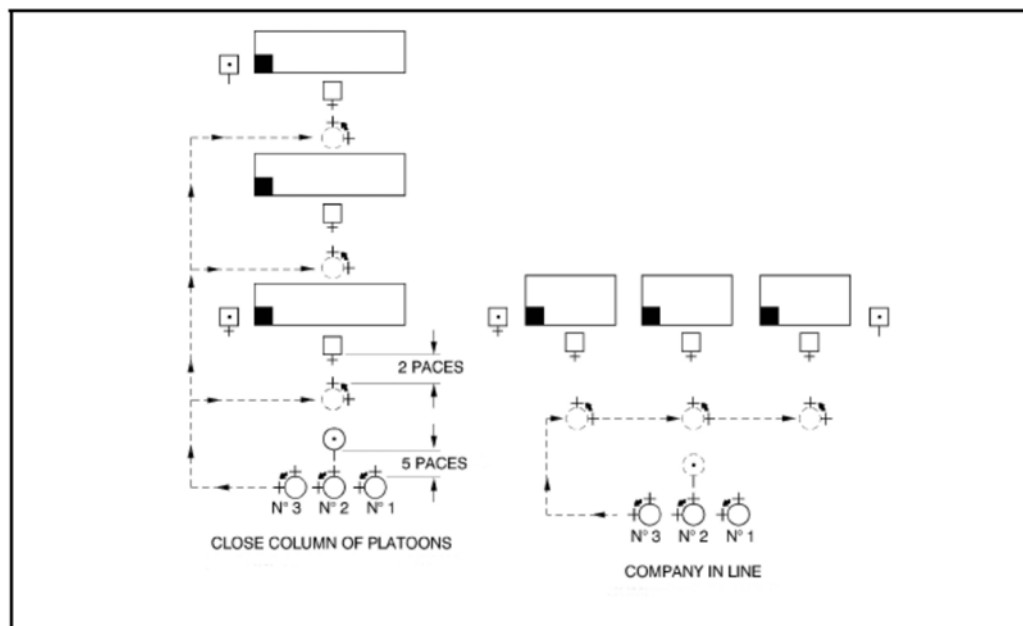 2 PACES
5 PACES
N° 3 N° 2 N° 1
CLOSE COLUMN OF PLATOONS
N° 3 N° 2 N° 1
COMPANY IN LINE